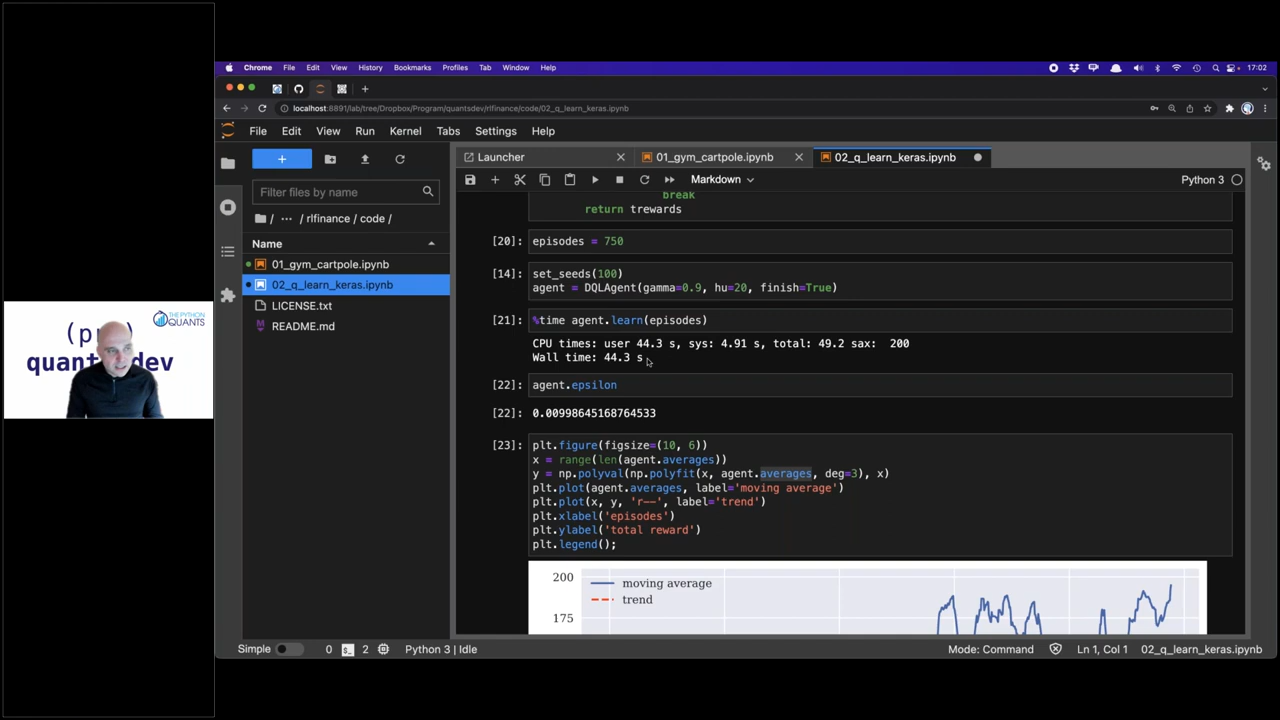 Chrome File Edit View History Bookmarks Profiles Tab Window Help 17:02
localhost:8891/lab/tree/Dropbox/Program/quantsdev/rlfinance/code/02_q_learn_keras.ipynb
File Edit View Run Kernel Tabs Settings Help
Launcher
01_gym_cartpole.ipynb
02_q_learn_keras.ipynb
Markdown
Python 3
Filter files by name
/ ··· / rlfinance / code /
Name
01_gym_cartpole.ipynb
02_q_learn_keras.ipynb
LICENSE.txt
README.md
break
return trewards
[20]: episodes = 750
[14]: set_seeds(100)
agent = DQLAgent(gamma=0.9, hu=20, finish=True)
[21]: %time agent.learn(episodes)
CPU times: user 44.3 s, sys: 4.91 s, total: 49.2 sax:  200
Wall time: 44.3 s
[22]: agent.epsilon
[22]: 0.00998645168764533
[23]: plt.figure(figsize=(10, 6))
x = range(len(agent.averages))
y = np.polyval(np.polyfit(x, agent.averages, deg=3), x)
plt.plot(agent.averages, label='moving average')
plt.plot(x, y, 'r--', label='trend')
plt.xlabel('episodes')
plt.ylabel('total reward')
plt.legend();
200
175
moving average
trend
THE PYTHON
QUANTS
quant dev
Simple 0 $_ 2 Python 3 | Idle Mode: Command Ln 1, Col 1 02_q_learn_keras.ipynb